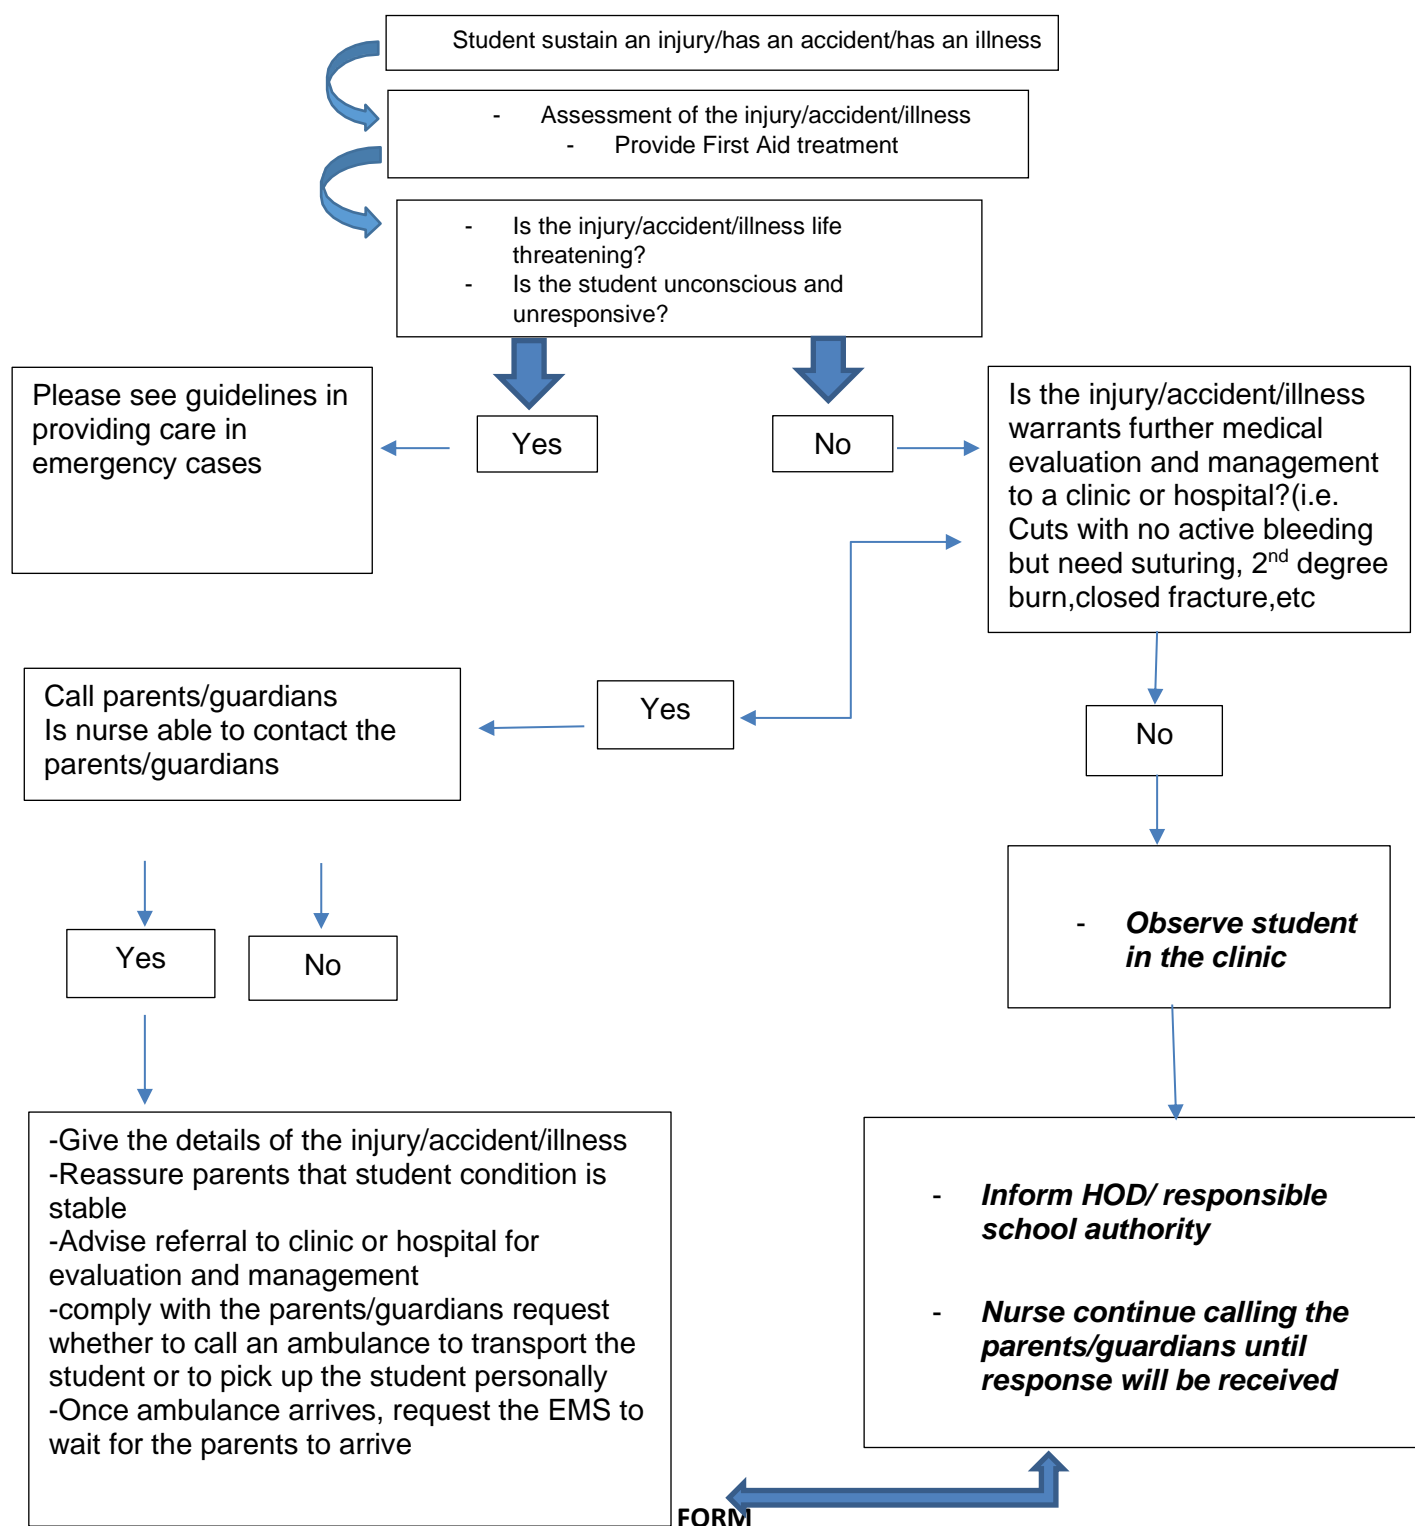 Student sustain an injury/has an accident/has an illness
- Assessment of the injury/accident/illness
- Provide First Aid treatment
- Is the injury/accident/illness life
threatening?
- Is the student unconscious and
unresponsive?
Please see guidelines in
providing care in
emergency cases
Yes
No
Is the injury/accident/illness
warrants further medical
evaluation and management
to a clinic or hospital?(i.e.
Cuts with no active bleeding
but need suturing, 2nd degree
burn,closed fracture,etc
Call parents/guardians
Is nurse able to contact the
parents/guardians
Yes
No
Yes
No
- Observe student
in the clinic
-Give the details of the injury/accident/illness
-Reassure parents that student condition is
stable
-Advise referral to clinic or hospital for
evaluation and management
-comply with the parents/guardians request
whether to call an ambulance to transport the
student or to pick up the student personally
-Once ambulance arrives, request the EMS to
wait for the parents to arrive
- Inform HOD/ responsible
school authority
- Nurse continue calling the
parents/guardians until
response will be received
FORM